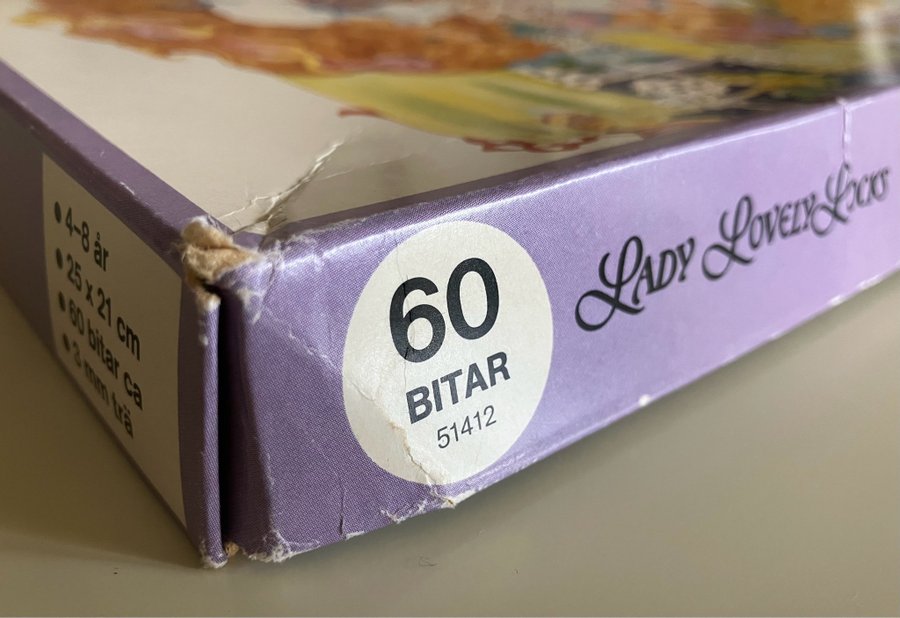 • 4-8 år
• 25 x 21 cm
• 60 bitar ca
• 3 mm trä
60
BITAR
51412
LADY LOVELYLOCKS